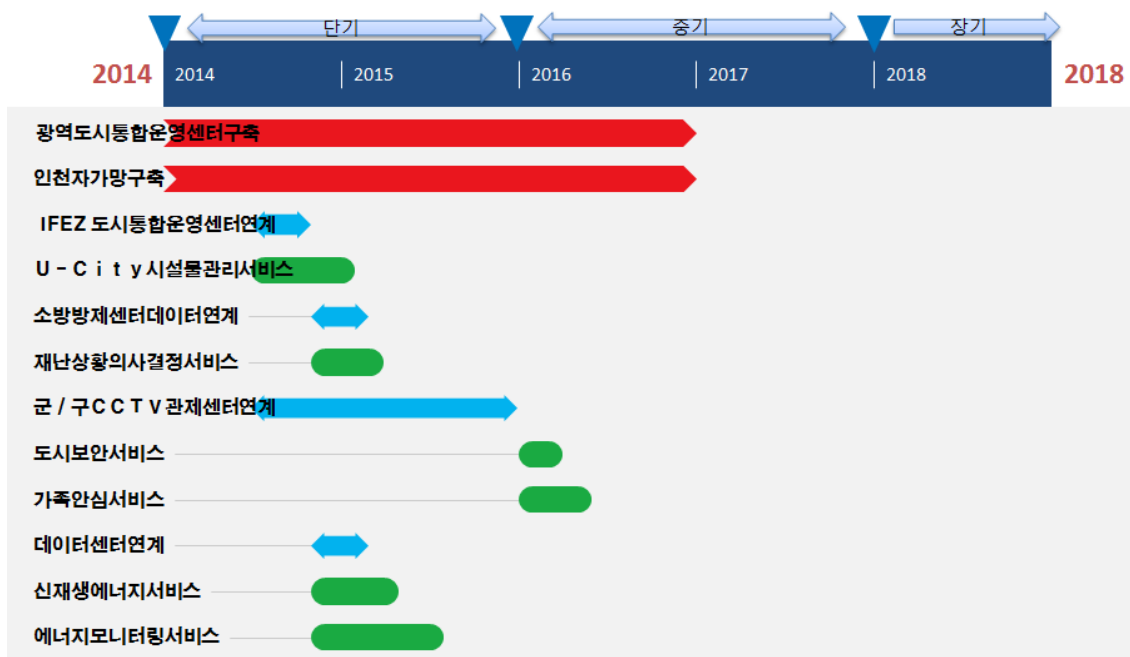 단기 중기 장기
2014 2014 2015 2016 2017 2018 2018
광역도시통합운영센터구축
인천자가망구축
IFEZ 도시통합운영센터연계
U-City시설물관리서비스
소방방제센터데이터연계
재난상황의사결정서비스
군/구CCTV관제센터연계
도시보안서비스
가족안심서비스
데이터센터연계
신재생에너지서비스
에너지모니터링서비스